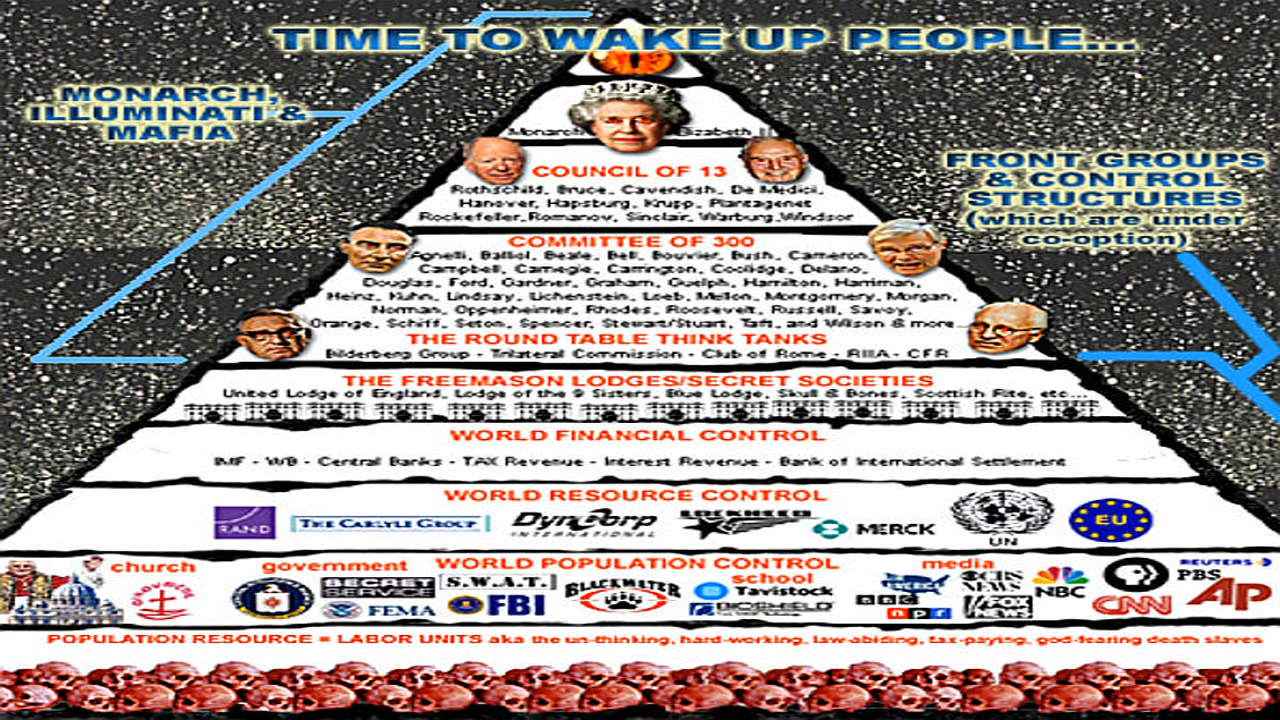 TIME TO WAKE UP PEOPLE...
MONARCH,
ILLUMINATI &
MAFIA
Monarch Elizabeth II
FRONT GROUPS
& CONTROL
STRUCTURES
(which are under
co-option)
COUNCIL OF 13
Rothschild, Bruce, Cavendish, De Medici,
Hanover, Hapsburg, Krupp, Plantagenet
Rockefeller, Romanov, Sinclair, Warburg, Windsor
COMMITTEE OF 300
Agnelli, Balliol, Beale, Bell, Bouvier, Bush, Cameron,
Campbell, Carnegie, Carrington, Coolidge, Delano,
Douglas, Ford, Gardner, Graham, Guelph, Hamilton, Harriman,
Heinz, Kuhn, Lindsay, Lichenstein, Loeb, Mellon, Montgomery, Morgan,
Norman, Oppenheimer, Rhodes, Roosevelt, Russell, Savoy,
Orange, Schiff, Seton, Spencer, Stewart/Stuart, Taft, and Wilson & more...
THE ROUND TABLE THINK TANKS
Bilderberg Group - Trilateral Commission - Club of Rome - RIIA - CFR
THE FREEMASON LODGES/SECRET SOCIETIES
United Lodge of England, Lodge of the 9 Sisters, Blue Lodge, Skull & Bones, Scottish Rite, etc...
WORLD FINANCIAL CONTROL
IMF - WB - Central Banks - TAX Revenue - Interest Revenue - Bank of International Settlement
WORLD RESOURCE CONTROL
RAND THE CARLYLE GROUP DynCorp INTERNATIONAL LOCKHEED MERCK UN EU
WORLD POPULATION CONTROL
church government school media
SECRET SERVICE S.W.A.T. BLACKWATER Tavistock CBS NEWS NBC PBS REUTERS
FEMA FBI BIOSHIELD BBC npr FOX NEWS CNN AP
POPULATION RESOURCE = LABOR UNITS aka the un-thinking, hard-working, law-abiding, tax-paying, god-fearing death slaves